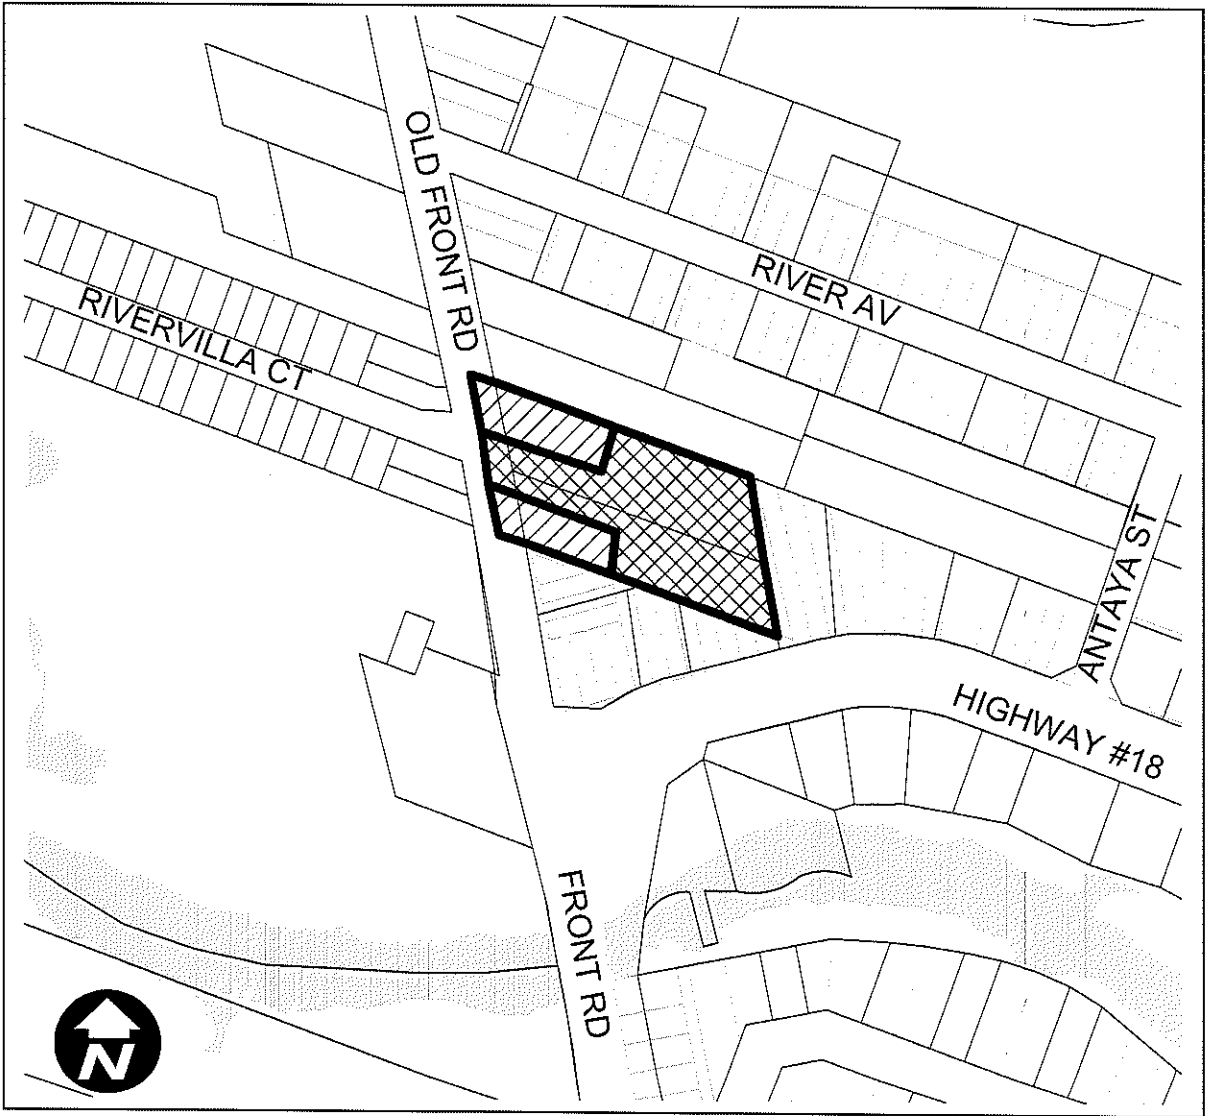 OLD FRONT RD
RIVER AV
RIVERVILLA CT
ANTAYA ST
HIGHWAY #18
FRONT RD
N